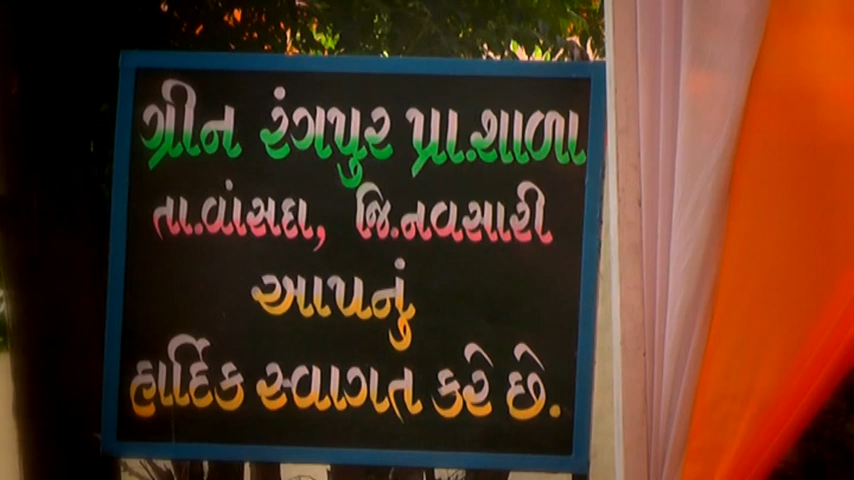 ગ્રીન રંગપુર પ્રા.શાળા
તા.વાંસદા, જિ.નવસારી
આપનું
હાર્દિક સ્વાગત કરે છે.